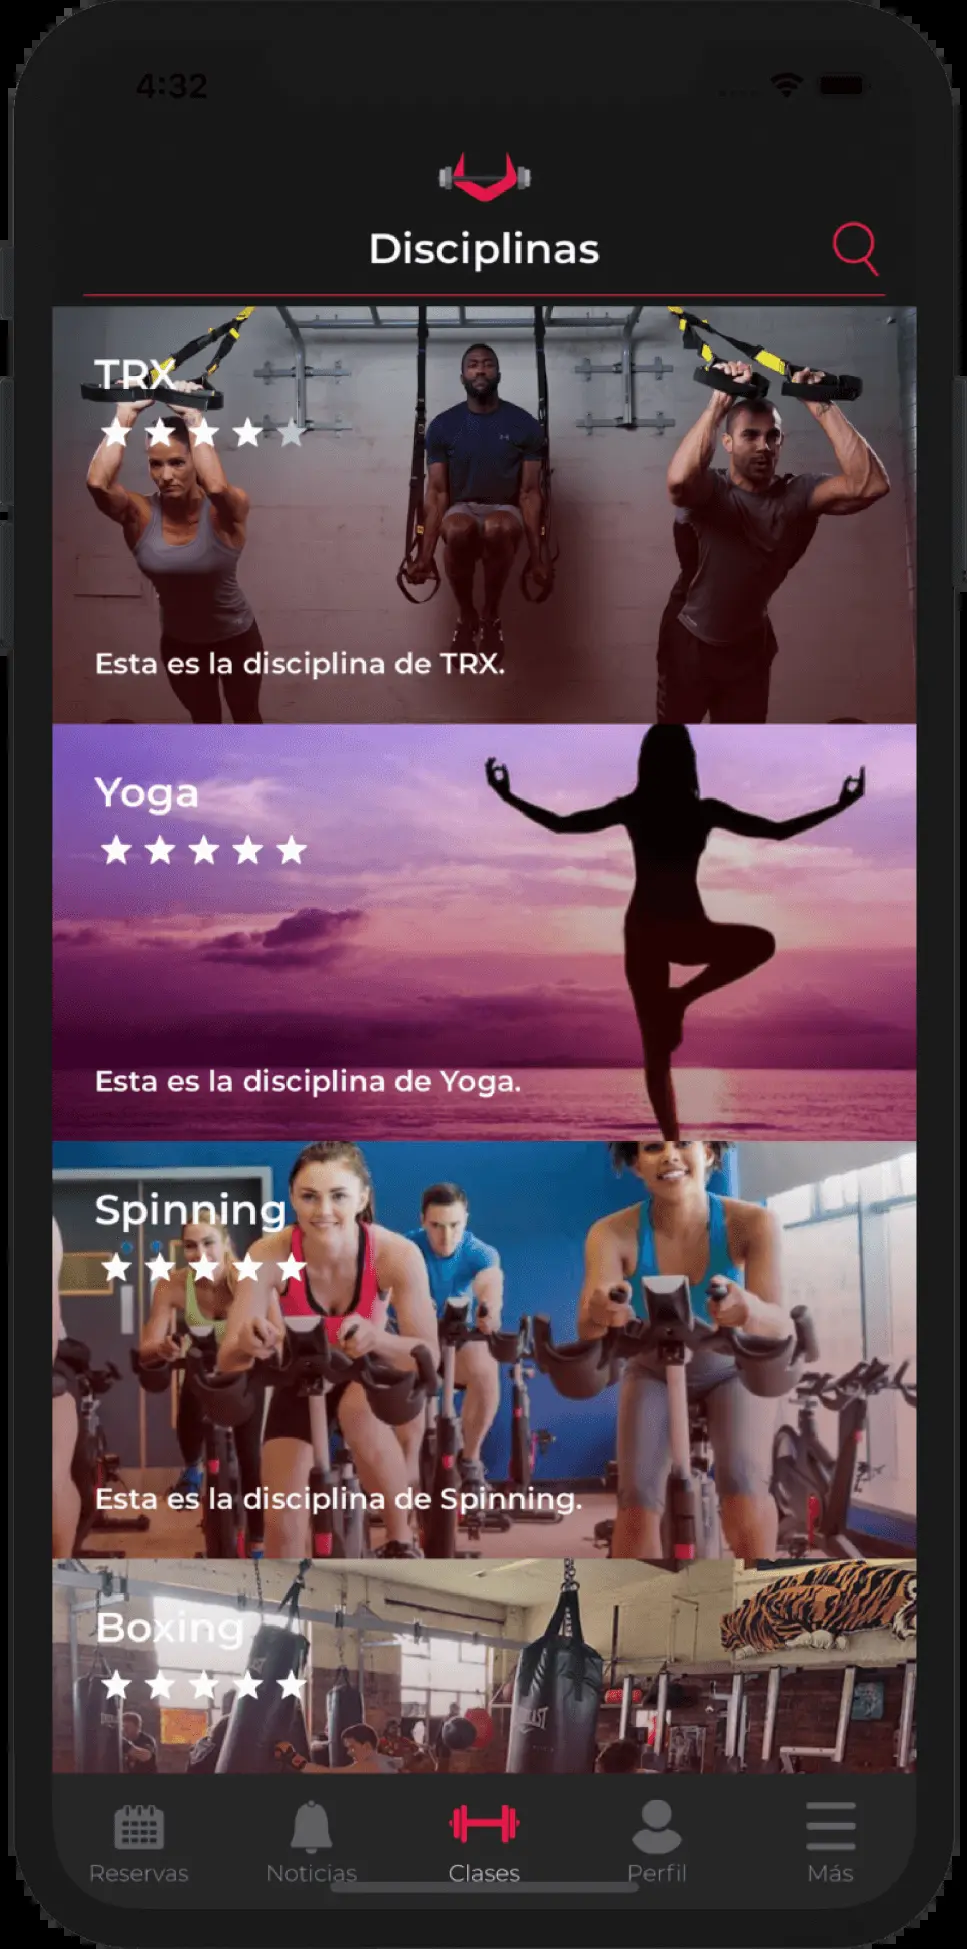 4:32
Disciplinas
TRX
Esta es la disciplina de TRX.
Yoga
Esta es la disciplina de Yoga.
Spinning
Esta es la disciplina de Spinning.
Boxing
EVERLAST
Reservas
Noticias
Clases
Perfil
Más